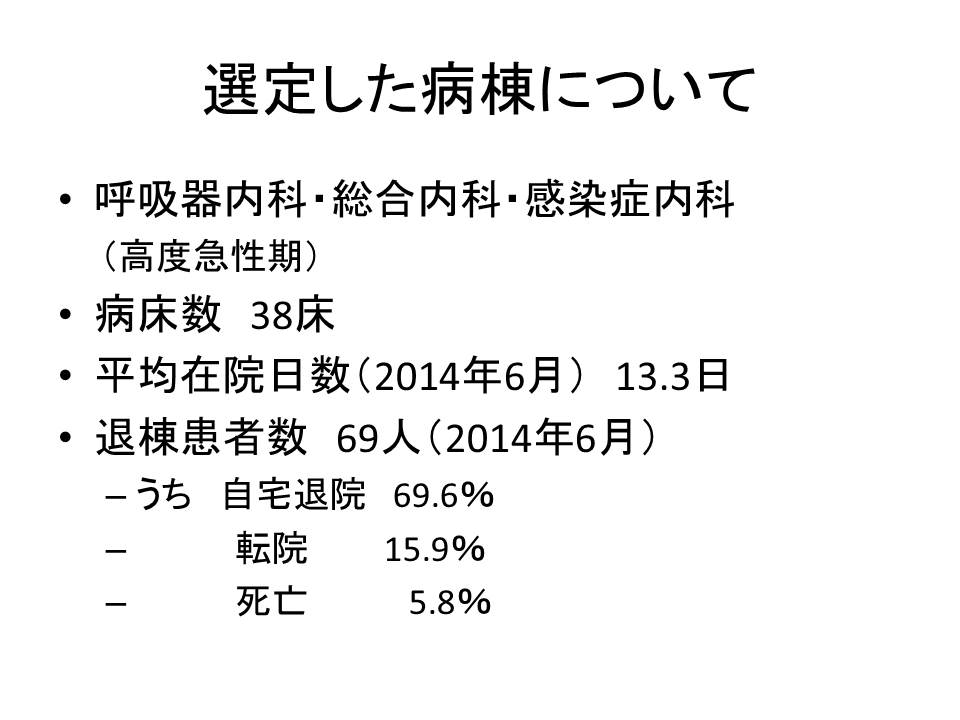 選定した病棟について
• 呼吸器内科・総合内科・感染症内科
（高度急性期）
• 病床数　38床
• 平均在院日数（2014年6月）　13.3日
• 退棟患者数　69人（2014年6月）
–うち　自宅退院　69.6％
–　　　転院　　15.9％
–　　　死亡　　　5.8％